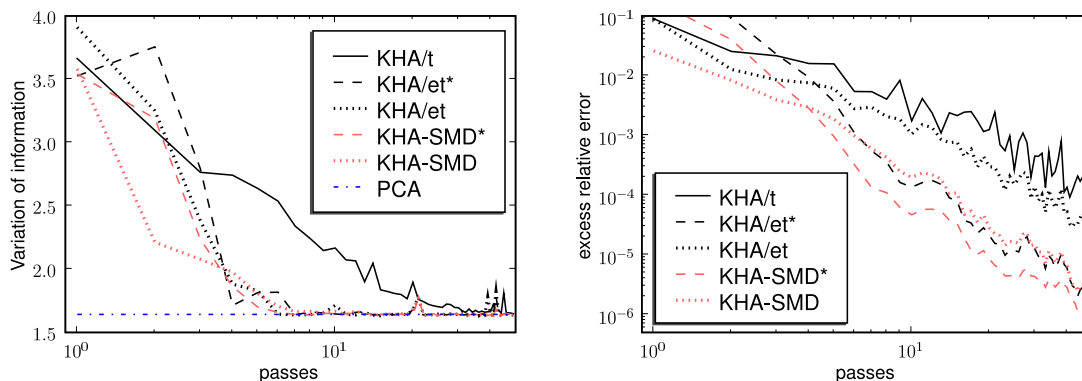 Variation of information
4.0
3.5
3.0
2.5
2.0
1.5
KHA/t
KHA/et*
KHA/et
KHA-SMD*
KHA-SMD
PCA
10^0
10^1
passes
excess relative error
10^-1
10^-2
10^-3
10^-4
10^-5
10^-6
KHA/t
KHA/et*
KHA/et
KHA-SMD*
KHA-SMD
10^0
10^1
passes